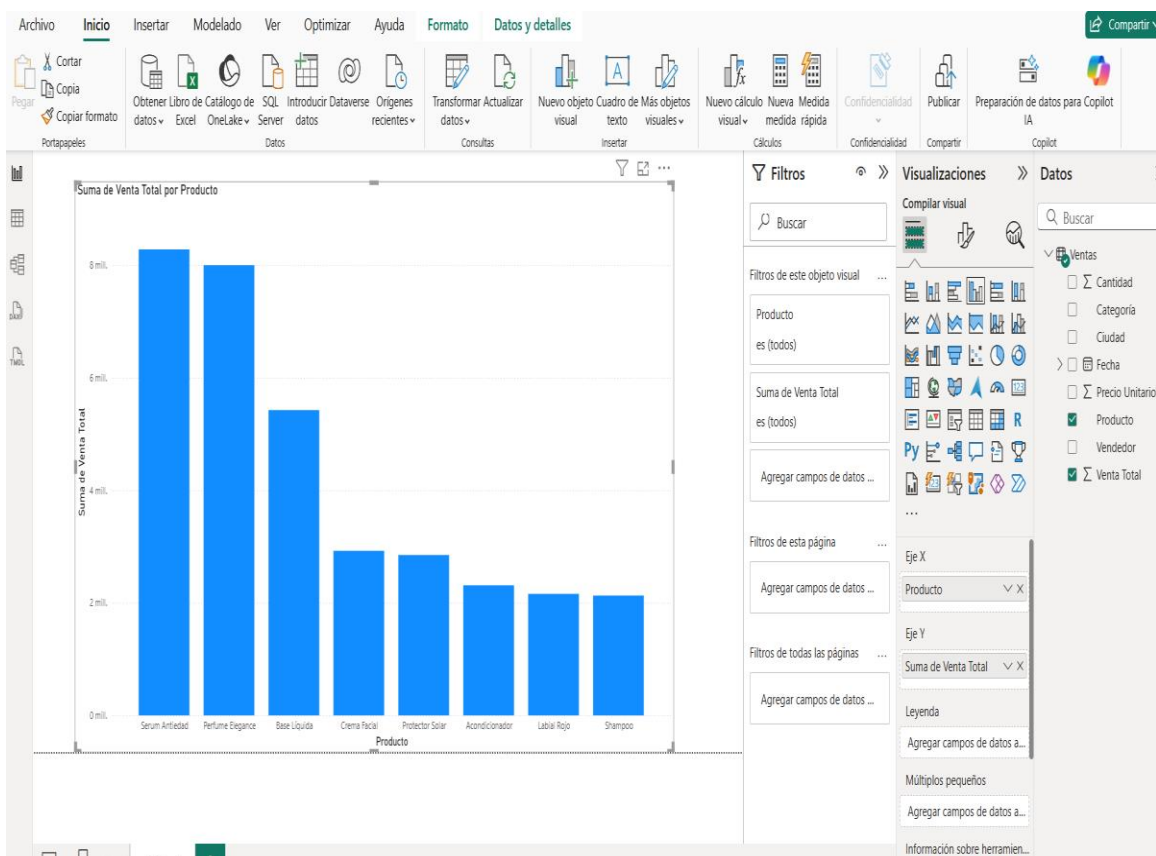 Archivo Inicio Insertar Modelado Ver Optimizar Ayuda Formato Datos y detalles Compartir
Pegar
Cortar
Copia
Copiar formato
Portapapeles
Obtener datos
Libro de Excel
Catálogo de OneLake
SQL Server
Introducir datos
Dataverse
Orígenes recientes
Datos
Transformar datos
Actualizar
Consultas
Nuevo objeto visual
Cuadro de texto
Más objetos visuales
Insertar
Nuevo cálculo visual
Nueva medida
Medida rápida
Cálculos
Confidencialidad
Confidencialidad
Publicar
Compartir
Preparación de datos para Copilot IA
Copilot
TMDL
Suma de Venta Total por Producto
Suma de Venta Total
8 mill.
6 mill.
4 mill.
2 mill.
0 mill.
Serum Antiedad Perfume Elegance Base Líquida Crema Facial Protector Solar Acondicionador Labial Rojo Shampoo
Producto
Filtros
Buscar
Filtros de este objeto visual ...
Producto
es (todos)
Suma de Venta Total
es (todos)
Agregar campos de datos ...
Filtros de esta página ...
Agregar campos de datos ...
Filtros de todas las páginas ...
Agregar campos de datos ...
Visualizaciones
Compilar visual
123
R
Py
...
Eje X
Producto
Eje Y
Suma de Venta Total
Leyenda
Agregar campos de datos a...
Múltiplos pequeños
Agregar campos de datos a...
Información sobre herramien...
Datos
Buscar
Ventas
∑ Cantidad
Categoría
Ciudad
Fecha
∑ Precio Unitario
Producto
Vendedor
∑ Venta Total